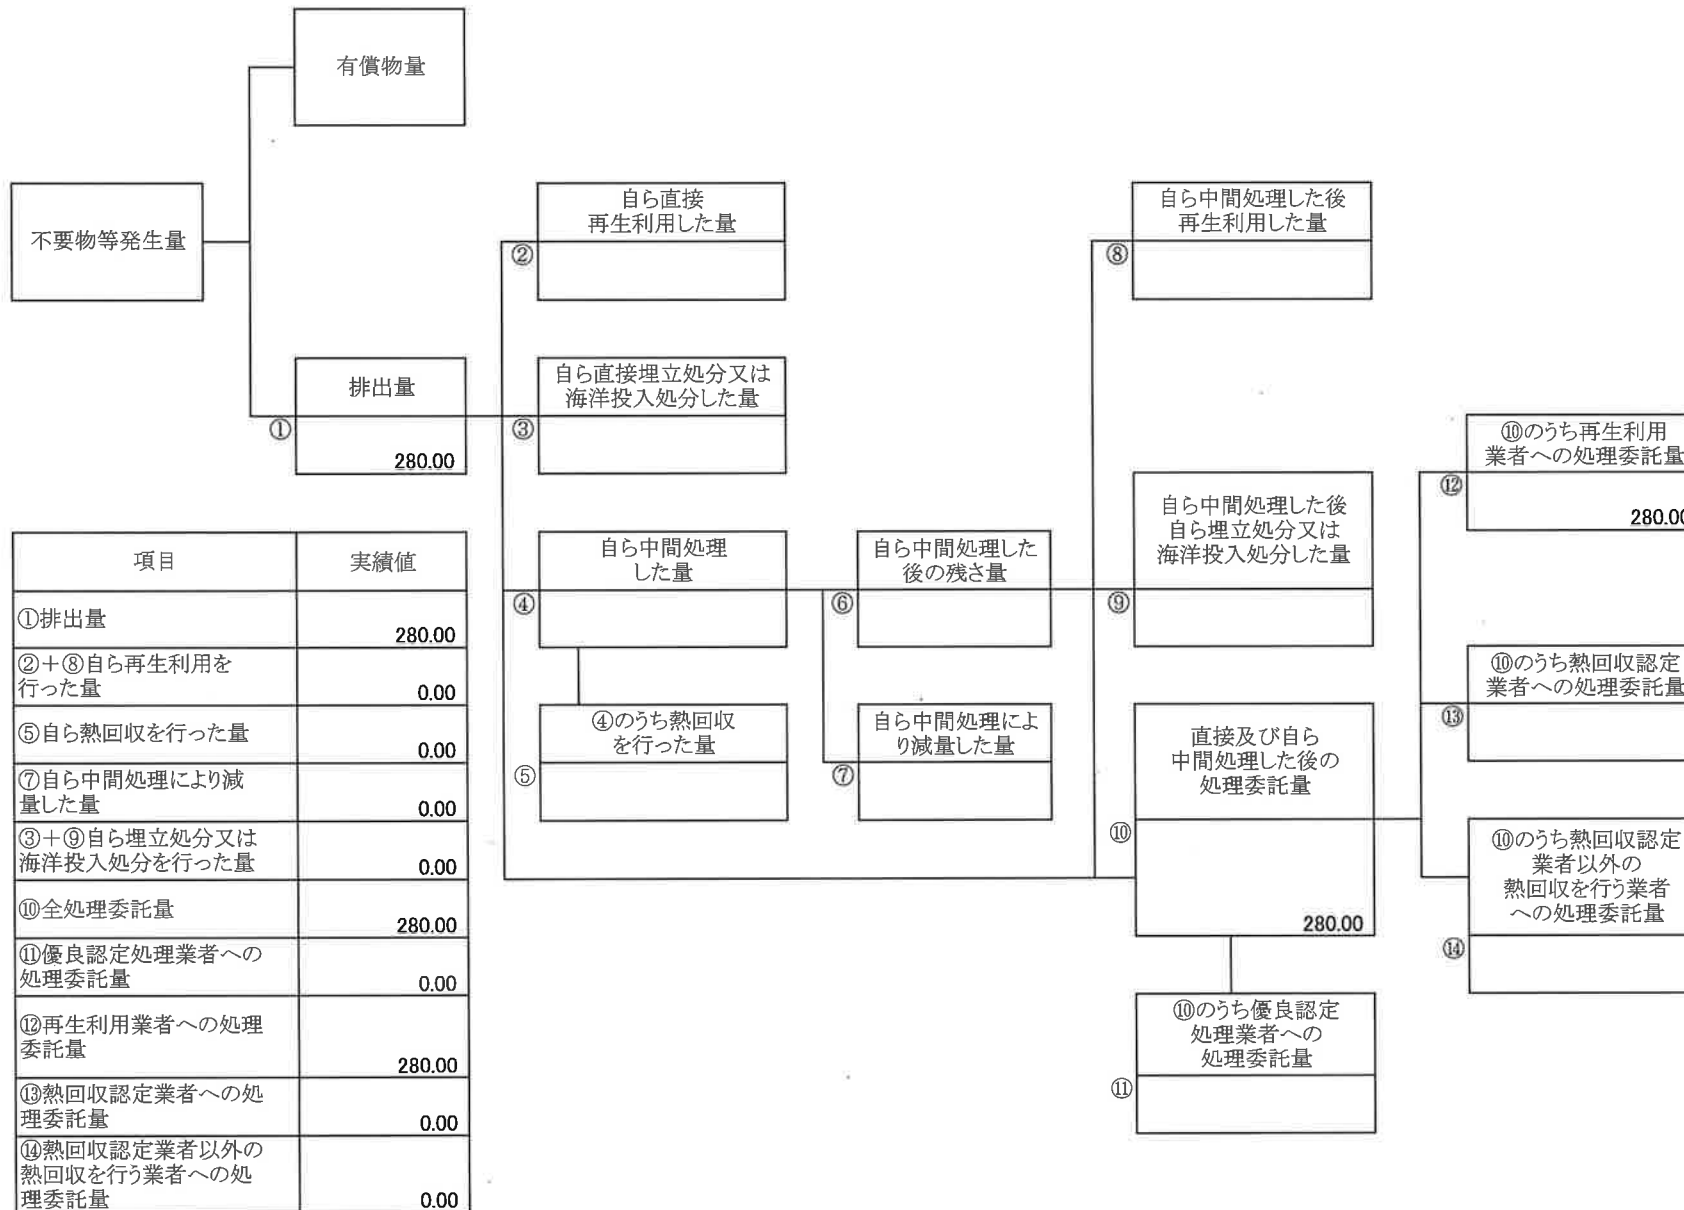 有償物量
不要物等発生量
自ら直接
再生利用した量
②
自ら中間処理した後
再生利用した量
⑧
排出量
①
280.00
自ら直接埋立処分又は
海洋投入処分した量
③
⑩のうち再生利用
業者への処理委託量
⑫
280.00
自ら中間処理
した量
④
自ら中間処理した
後の残さ量
⑥
自ら中間処理した後
自ら埋立処分又は
海洋投入処分した量
⑨
④のうち熱回収
を行った量
⑤
自ら中間処理によ
り減量した量
⑦
直接及び自ら
中間処理した後の
処理委託量
⑩
280.00
⑩のうち熱回収認定
業者への処理委託量
⑬
⑩のうち熱回収認定
業者以外の
熱回収を行う業者
への処理委託量
⑭
⑩のうち優良認定
処理業者への
処理委託量
⑪
項目 実績値
①排出量
280.00
②+⑧自ら再生利用を
行った量
0.00
⑤自ら熱回収を行った量
0.00
⑦自ら中間処理により減
量した量
0.00
③+⑨自ら埋立処分又は
海洋投入処分を行った量
0.00
⑩全処理委託量
280.00
⑪優良認定処理業者への
処理委託量
0.00
⑫再生利用業者への処理
委託量
280.00
⑬熱回収認定業者への処
理委託量
0.00
⑭熱回収認定業者以外の
熱回収を行う業者への処
理委託量
0.00